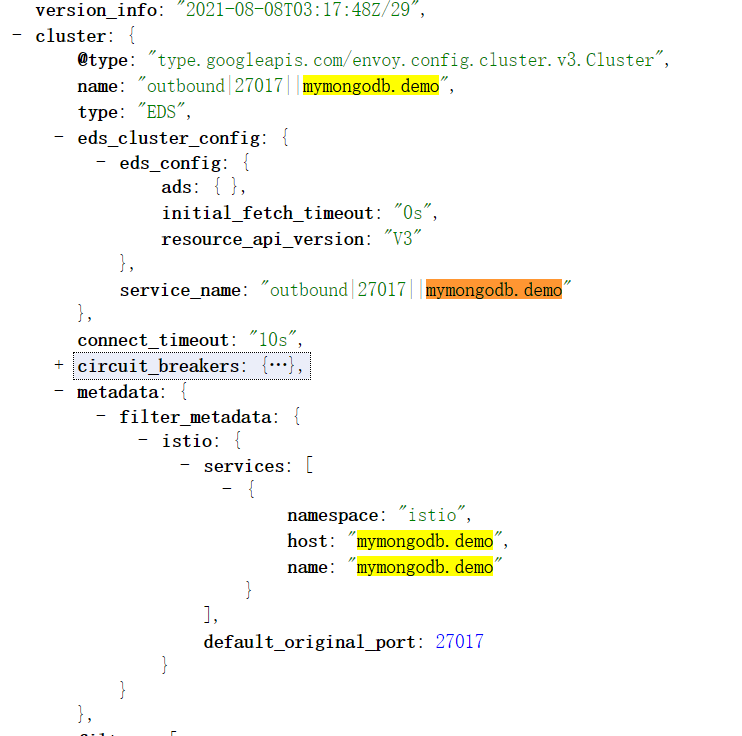 version_info: "2021-08-08T03:17:48Z/29",
- cluster: {
@type: "type.googleapis.com/envoy.config.cluster.v3.Cluster",
name: "outbound|27017||mymongodb.demo",
type: "EDS",
- eds_cluster_config: {
- eds_config: {
ads: { },
initial_fetch_timeout: "0s",
resource_api_version: "V3"
},
service_name: "outbound|27017||mymongodb.demo"
},
connect_timeout: "10s",
+ circuit_breakers: {…},
- metadata: {
- filter_metadata: {
- istio: {
- services: [
- {
namespace: "istio",
host: "mymongodb.demo",
name: "mymongodb.demo"
}
],
default_original_port: 27017
}
}
},